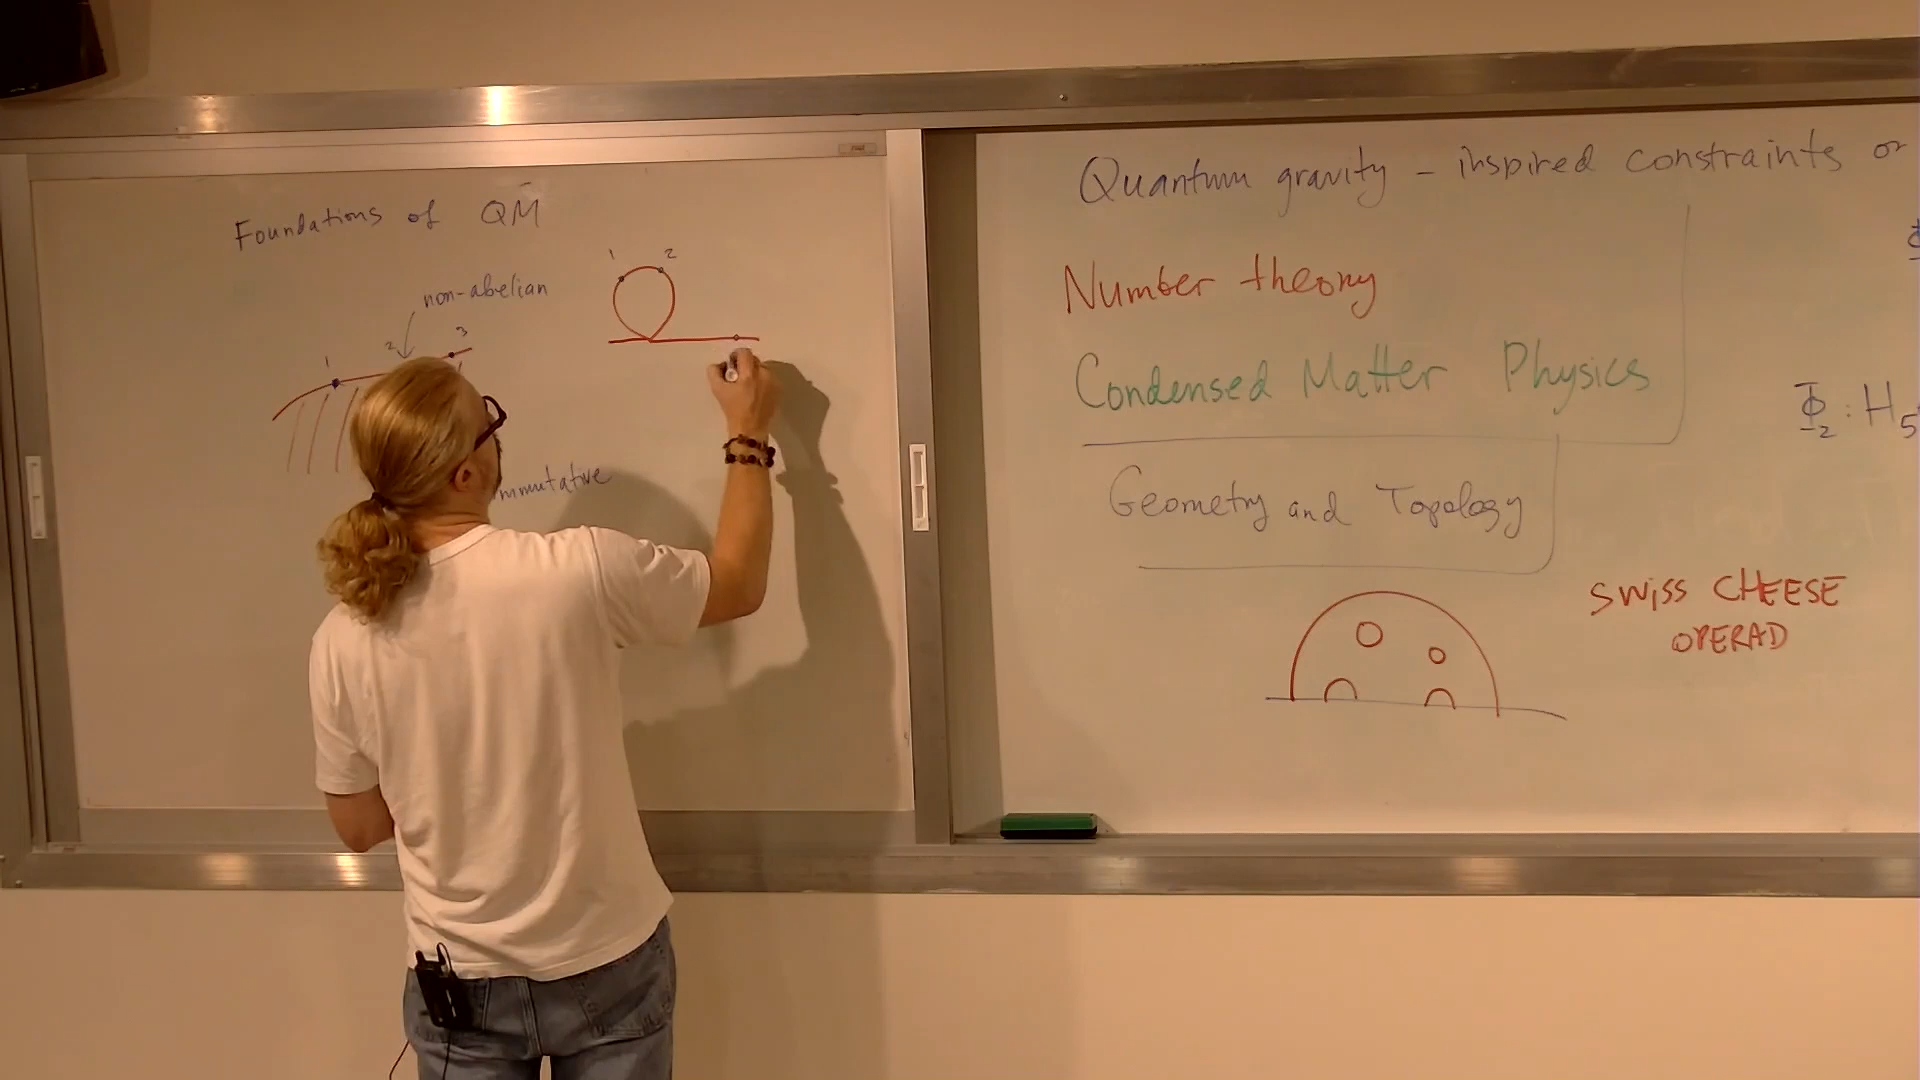 Foundations of QM
non-abelian
1 2 3
1 2
mmutative
Quantum gravity - inspired constraints or
Number theory
Condensed Matter Physics
Geometry and Topology
SWISS CHEESE
OPERAD
Φ₂ : H₅